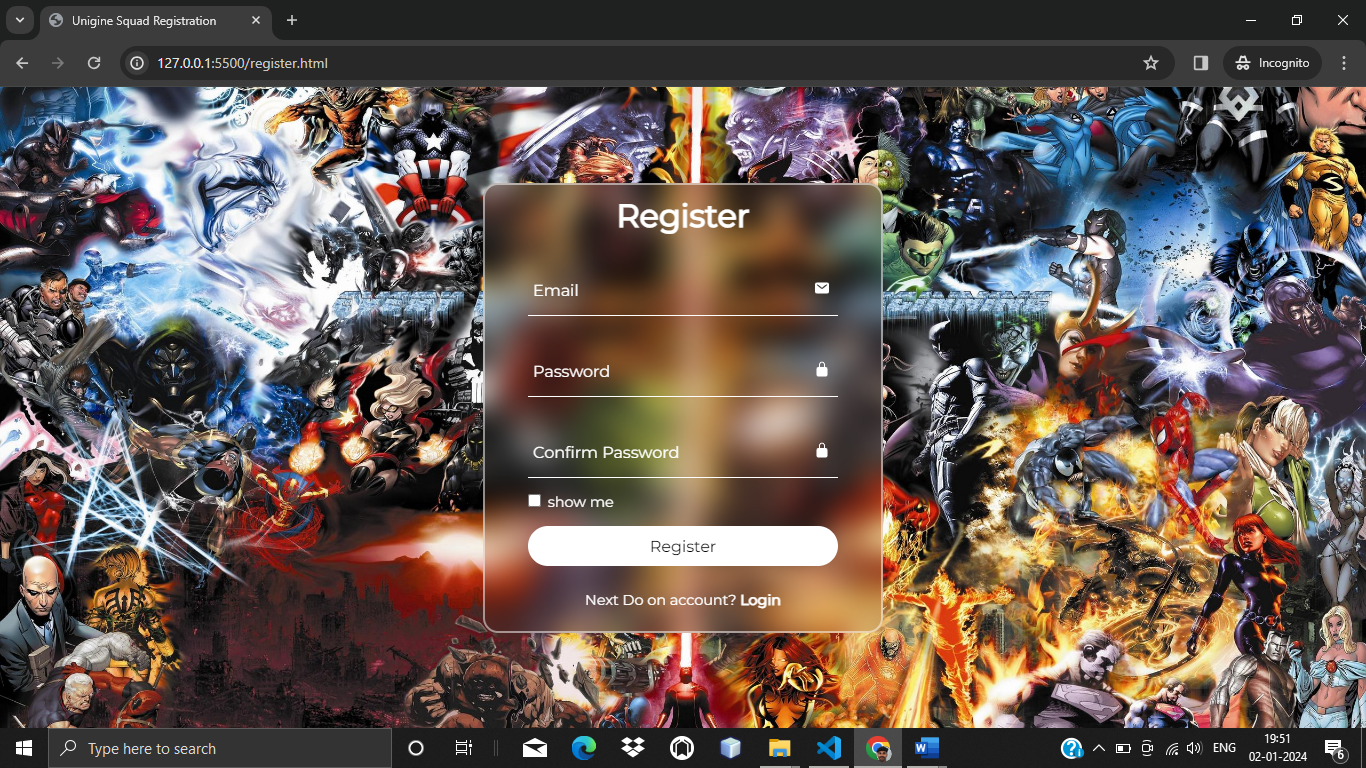 Unigine Squad Registration
127.0.0.1:5500/register.html
Incognito
Register
Email
Password
Confirm Password
show me
Register
Next Do on account? Login
Type here to search
ENG
19:51
02-01-2024
6